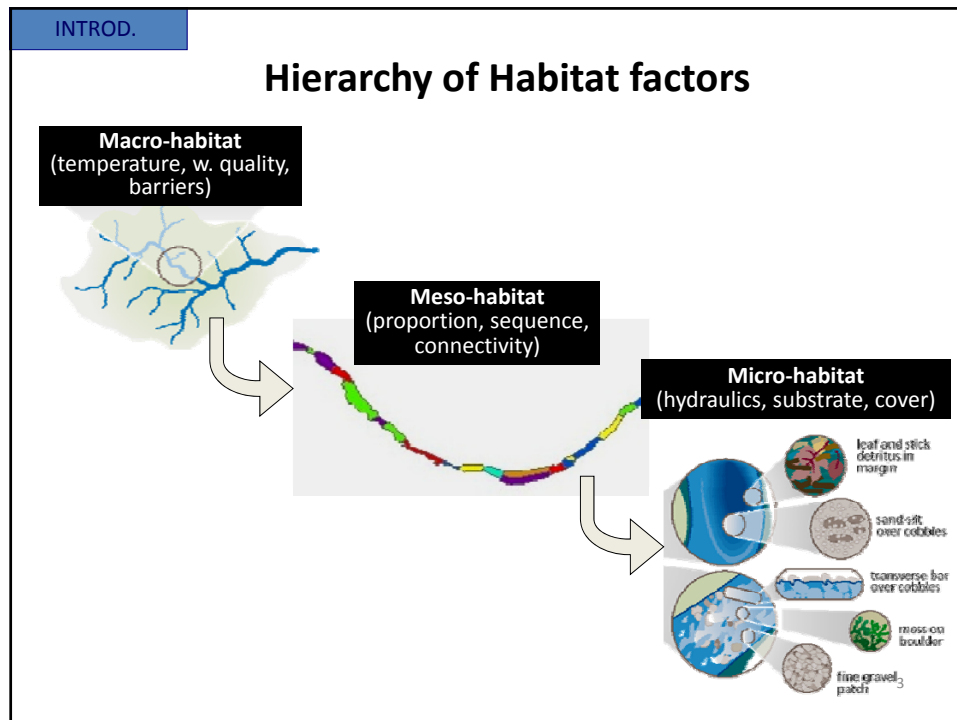 INTROD.
Hierarchy of Habitat factors
Macro-habitat
(temperature, w. quality,
barriers)
Meso-habitat
(proportion, sequence,
connectivity)
Micro-habitat
(hydraulics, substrate, cover)
leaf and stick
detritus in
margin
sand-silt
over cobbles
transverse bar
over cobbles
moss on
boulder
fine gravel
patch
3